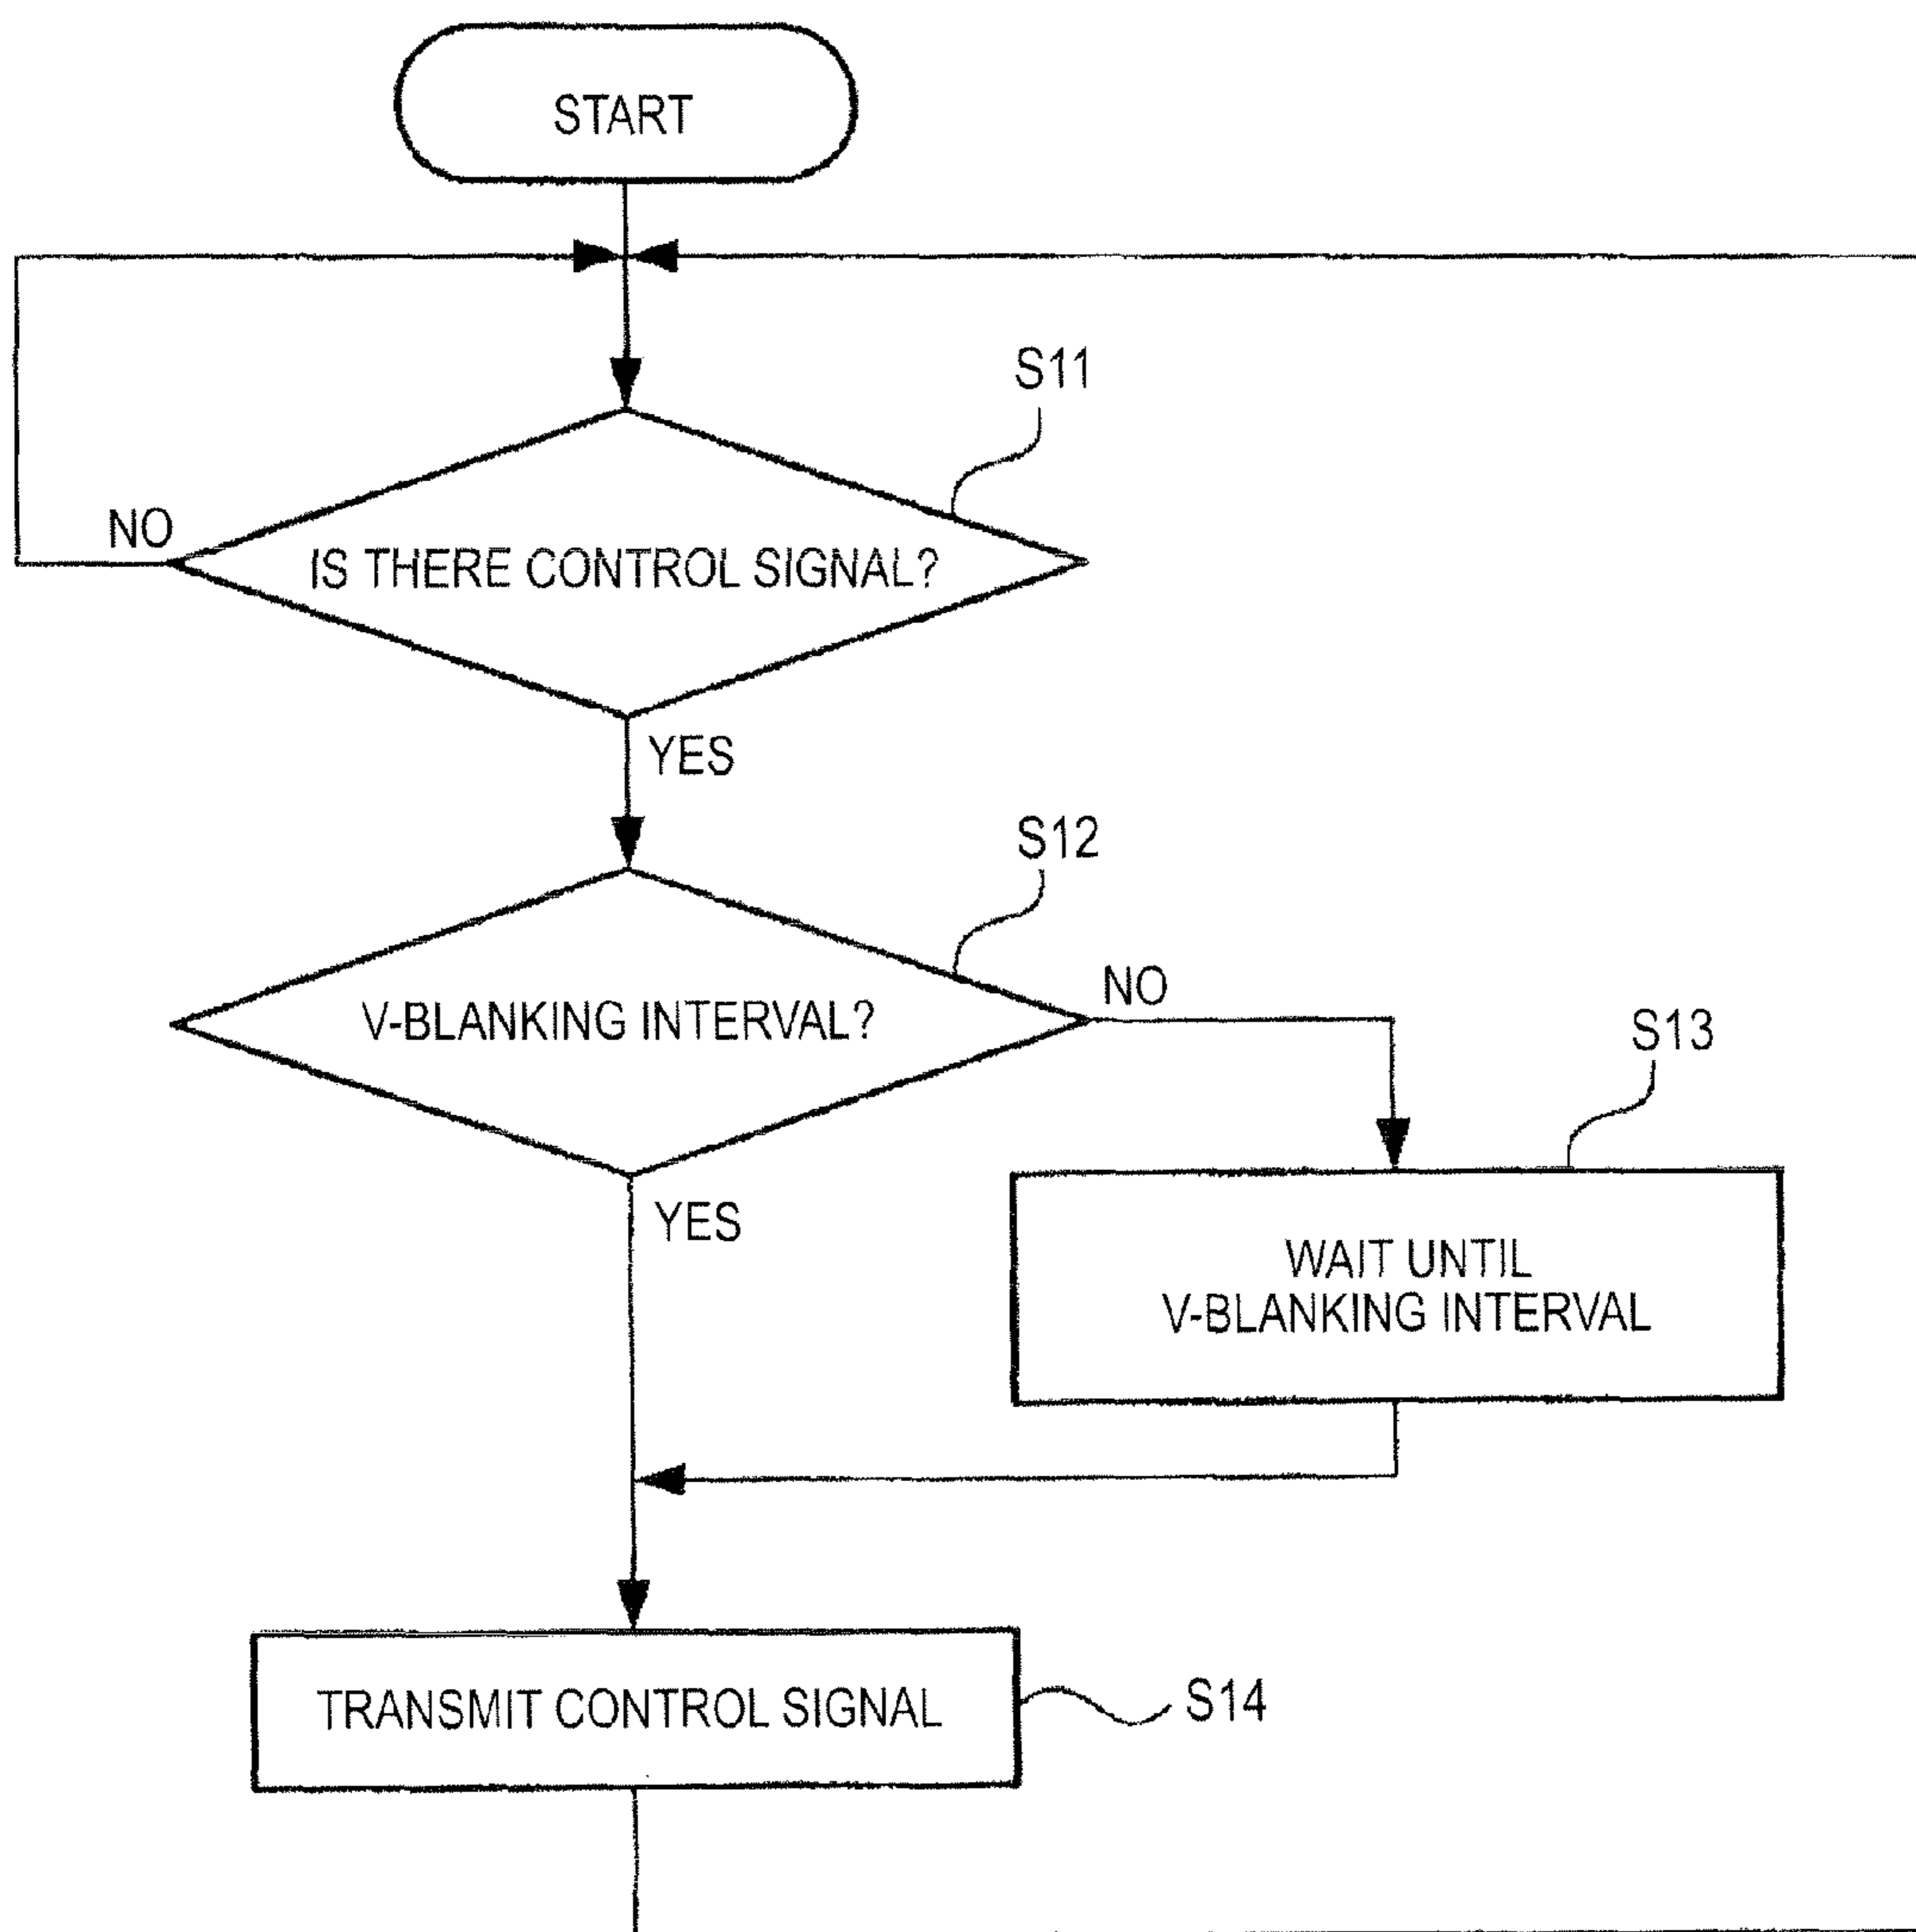 START
S11
NO
IS THERE CONTROL SIGNAL?
YES
S12
NO
V-BLANKING INTERVAL?
S13
YES
WAIT UNTIL
V-BLANKING INTERVAL
TRANSMIT CONTROL SIGNAL
S14